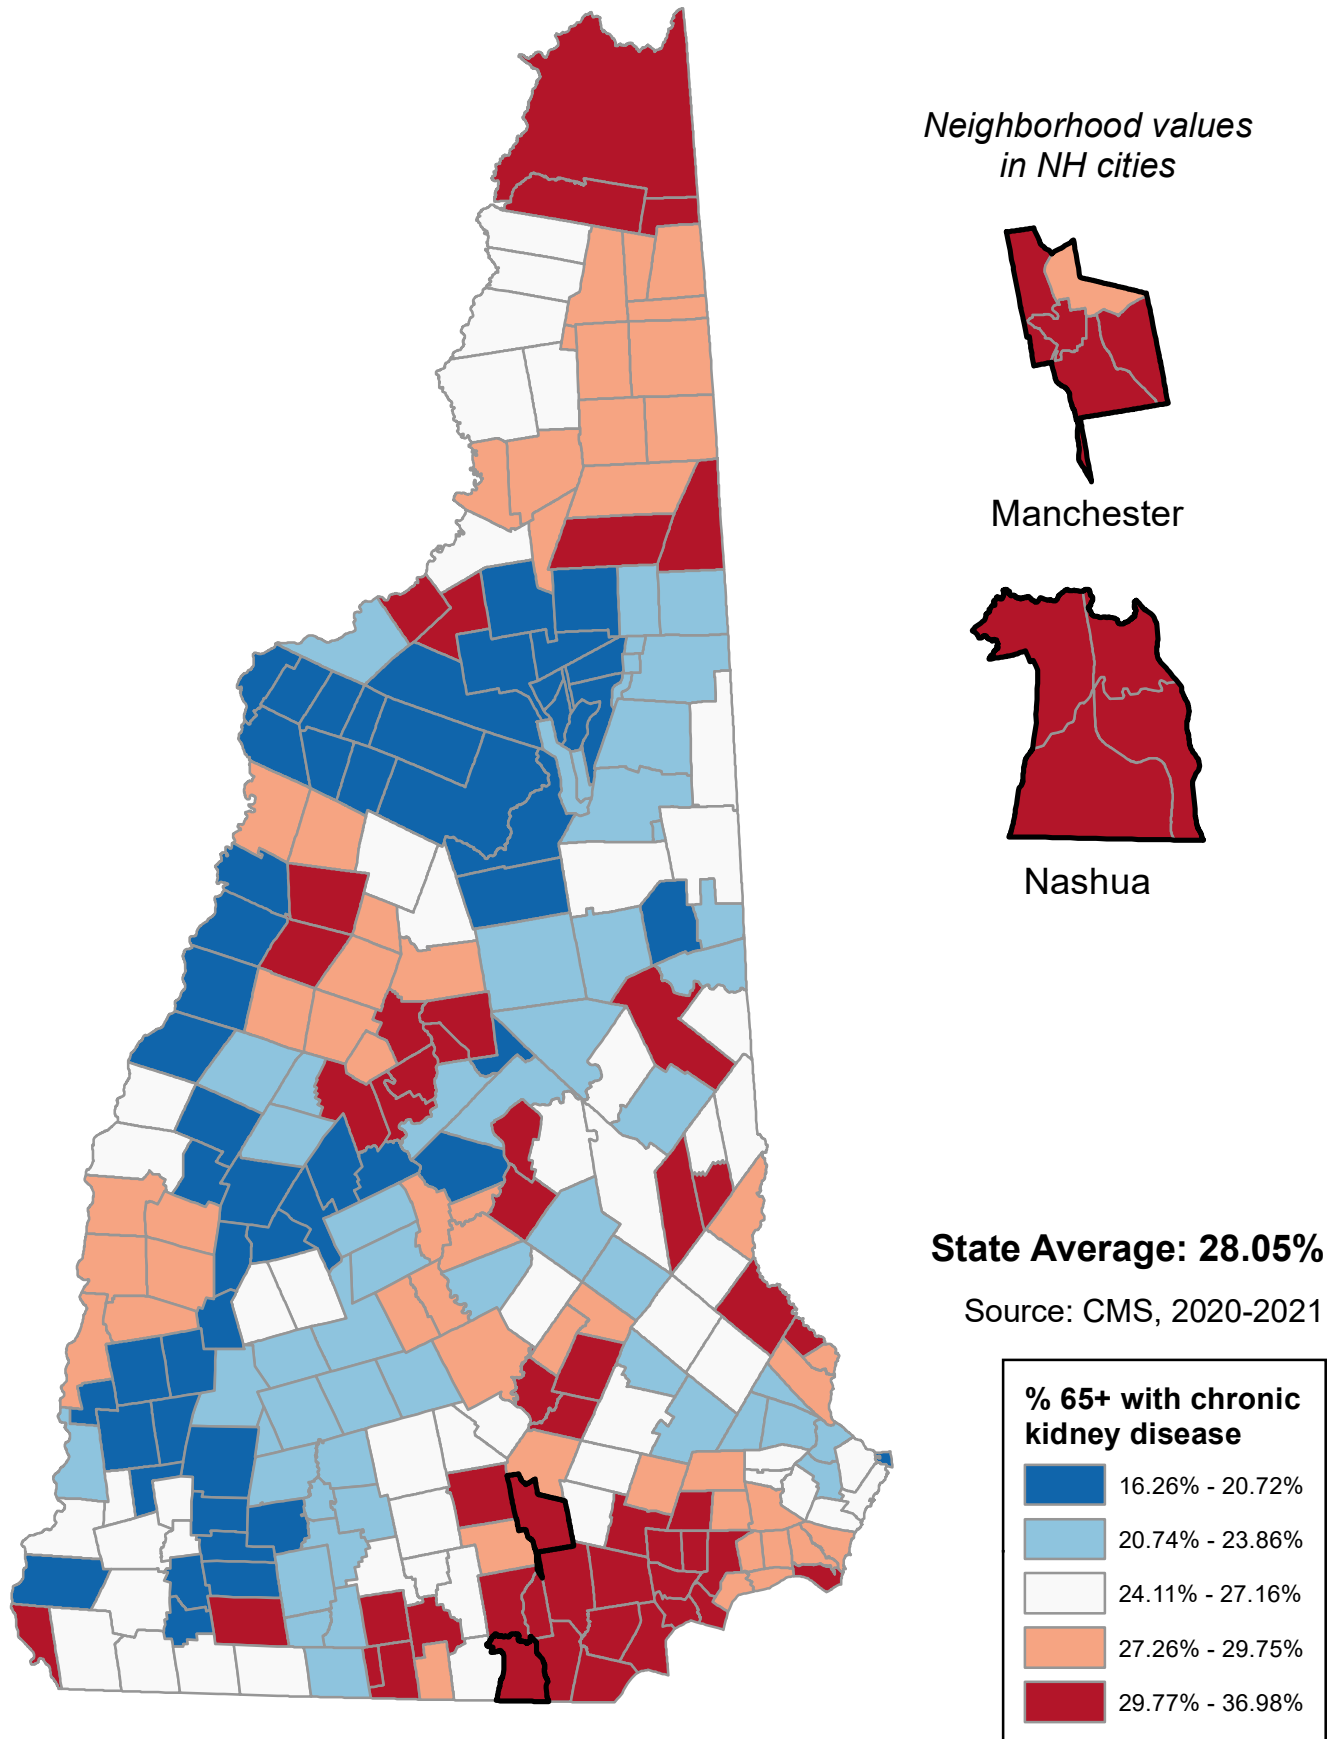 Neighborhood values
in NH cities
Manchester
Nashua
State Average: 28.05%
Source: CMS, 2020-2021
% 65+ with chronic
kidney disease
16.26% - 20.72%
20.74% - 23.86%
24.11% - 27.16%
27.26% - 29.75%
29.77% - 36.98%